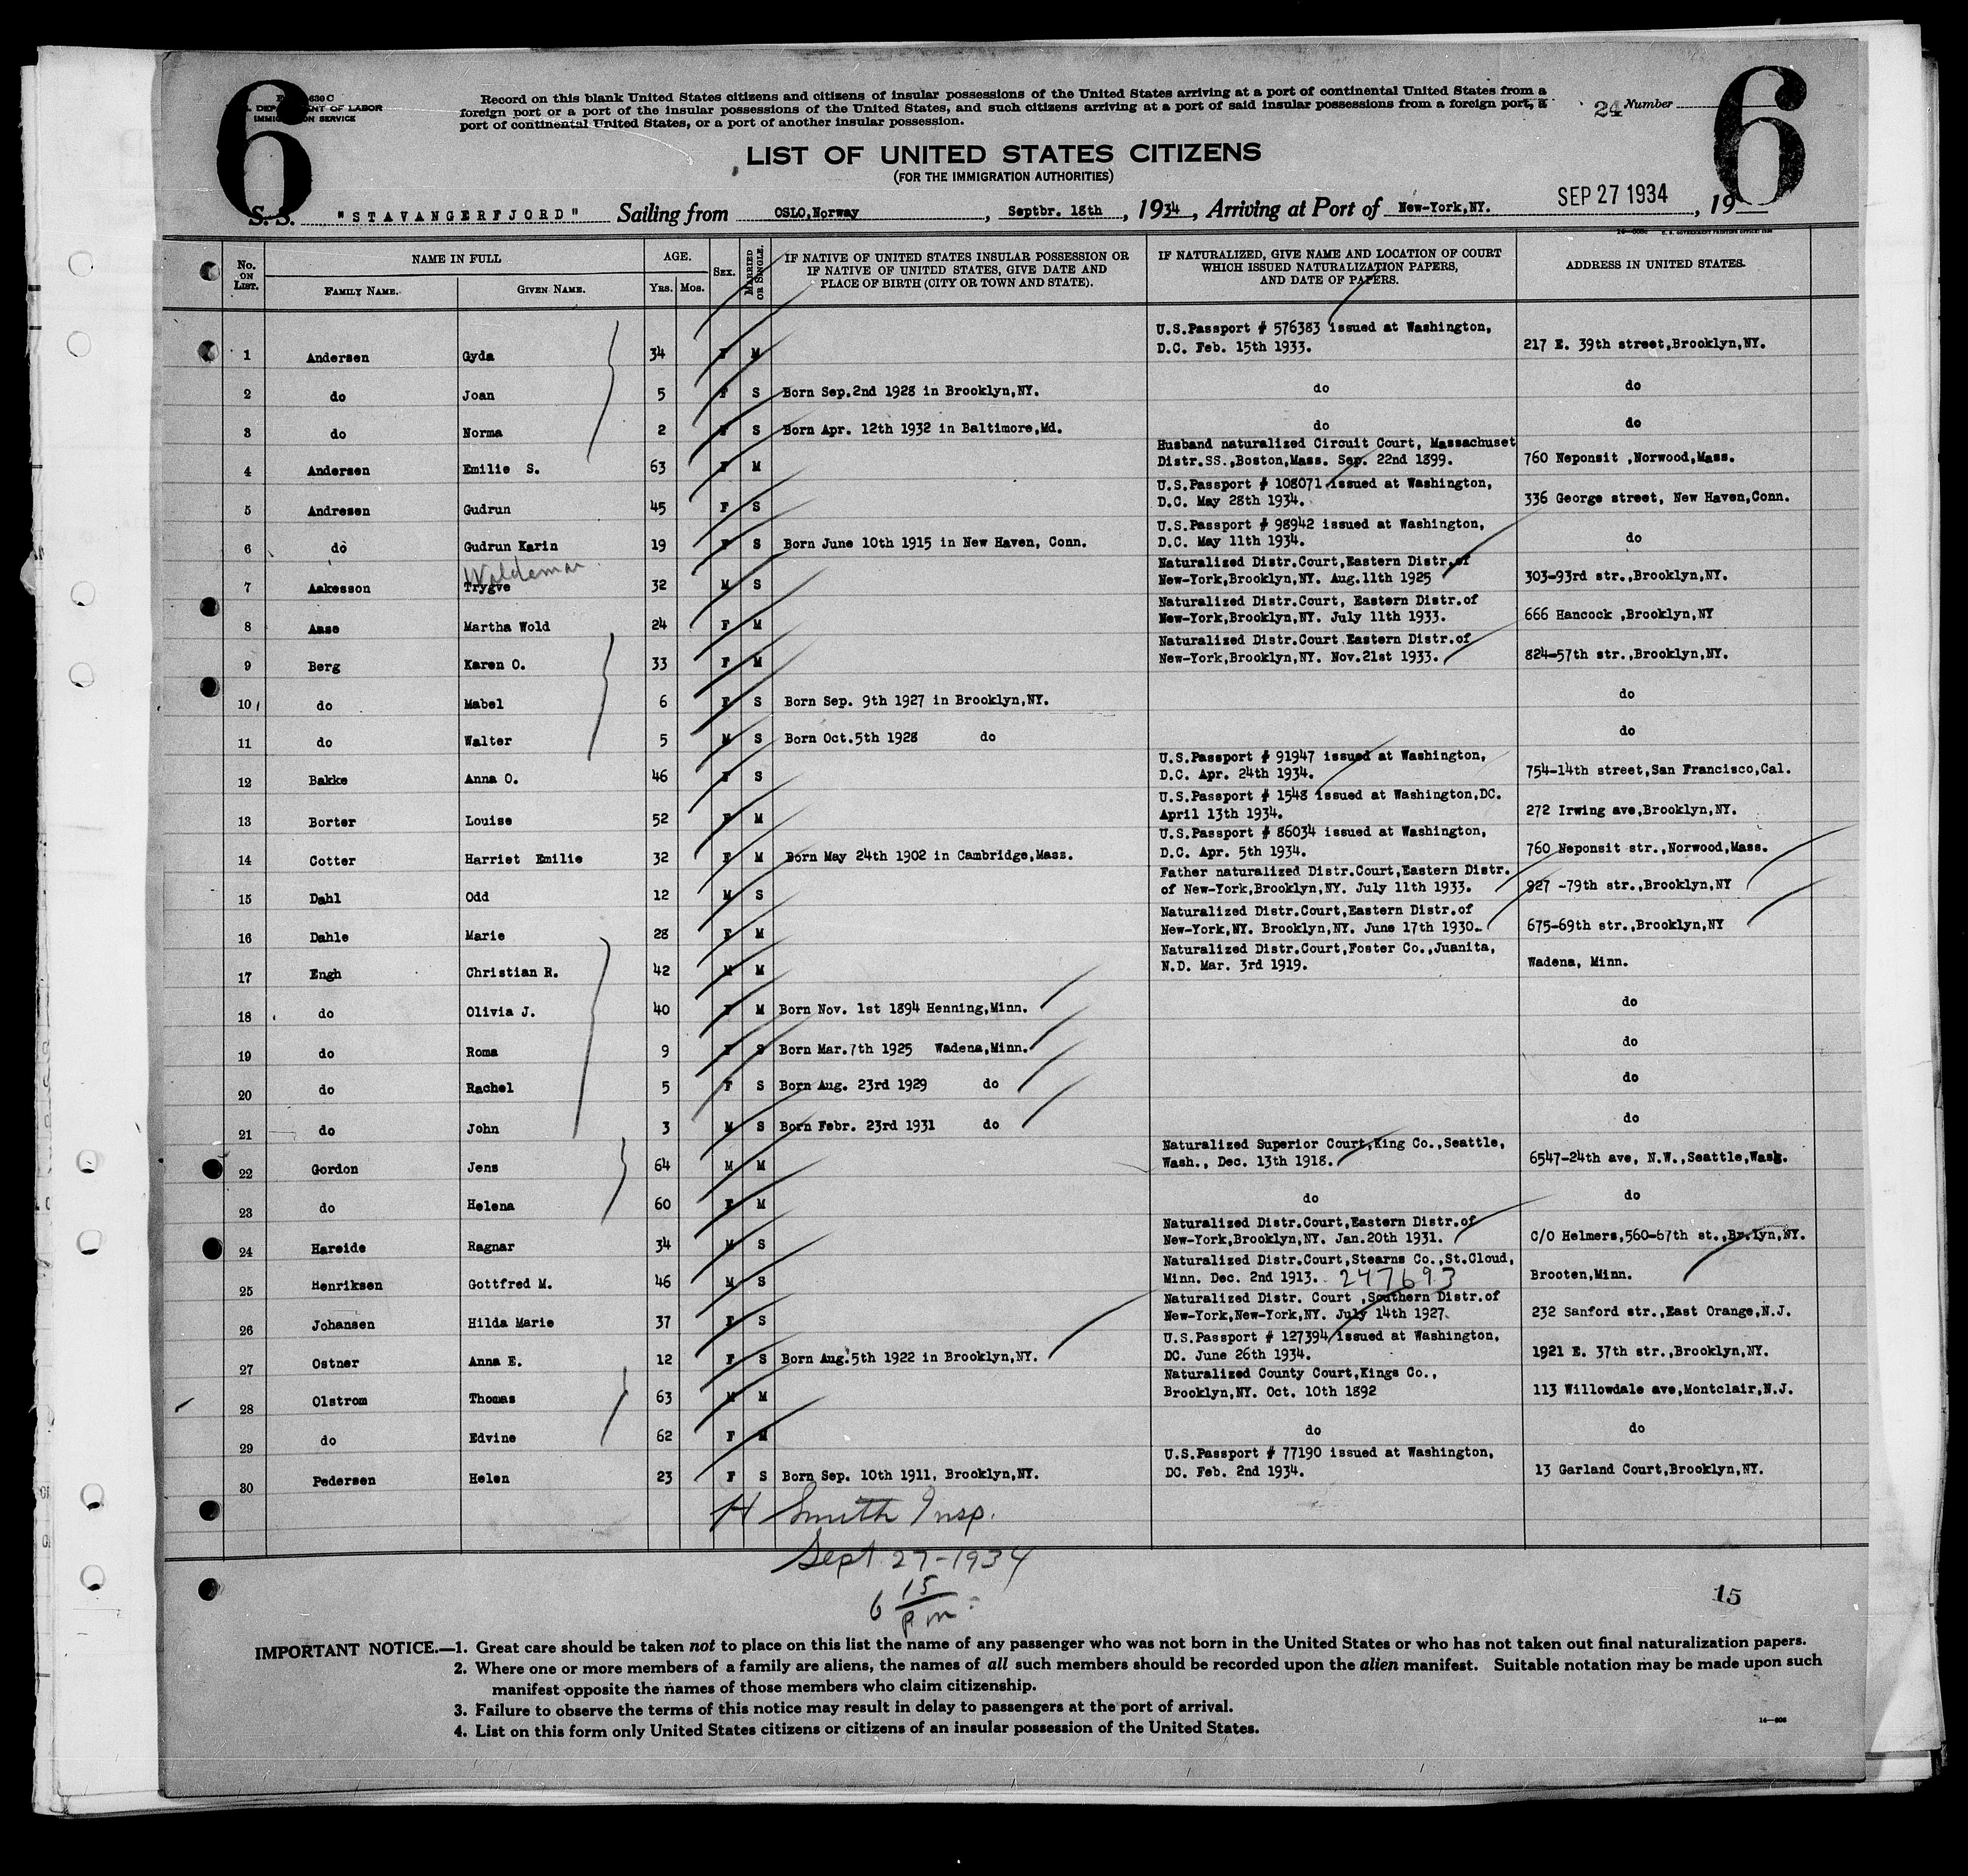 6
630 C
DEPARTMENT OF LABOR
IMMIGRATION SERVICE
Record on this blank United States citizens and citizens of insular possessions of the United States arriving at a port of continental United States from a
foreign port or a port of the insular possessions of the United States, and such citizens arriving at a port of said insular possessions from a foreign port, a
port of continental United States, or a port of another insular possession.
24 Number
6
LIST OF UNITED STATES CITIZENS
(FOR THE IMMIGRATION AUTHORITIES)
S. S. "STAVANGERFJORD" Sailing from OSLO,Norway, Septbr. 18th, 1934, Arriving at Port of New-York,NY. SEP 27 1934, 19
No. ON LIST. NAME IN FULL AGE. SEX. MARRIED OR SINGLE. IF NATIVE OF UNITED STATES INSULAR POSSESSION OR IF NATIVE OF UNITED STATES, GIVE DATE AND PLACE OF BIRTH (CITY OR TOWN AND STATE). IF NATURALIZED, GIVE NAME AND LOCATION OF COURT WHICH ISSUED NATURALIZATION PAPERS, AND DATE OF PAPERS. ADDRESS IN UNITED STATES.
FAMILY NAME. GIVEN NAME. YRS. MOS.
U.S.Passport # 576383 issued at Washington,
1 Andersen Gyda 34 F M D.C. Feb. 15th 1933. 217 E. 39th street,Brooklyn,NY.
2 do Joan 5 F S Born Sep.2nd 1928 in Brooklyn,NY. do do
3 do Norma 2 F S Born Apr. 12th 1932 in Baltimore,Md. do do
Husband naturalized Circuit Court, Massachuset
4 Andersen Emilie S. 63 F M Distr.SS.,Boston,Mass. Sep. 22nd 1899. 760 Neponsit ,Norwood,Mass.
U.S.Passport # 108071 issued at Washington,
5 Andresen Gudrun 45 F S D.C. May 28th 1934. 336 George street, New Haven,Conn.
U.S.Passport # 98942 issued at Washington,
6 do Gudrun Karin 19 F S Born June 10th 1915 in New Haven, Conn. D.C. May 11th 1934. do
Waldemar Naturalized Distr.Court,Eastern Distr.of
7 Aakesson Trygve 32 M S New-York,Brooklyn,NY. Aug.11th 1925 303-93rd str.,Brooklyn,NY.
Naturalized Distr.Court, Eastern Distr.of
8 Aase Martha Wold 24 F M New-York,Brooklyn,NY. July 11th 1933. 666 Hancock ,Brooklyn,NY
Naturalized Distr.Court Eastern Distr.of
9 Berg Karen O. 33 F M New-York,Brooklyn,NY. Nov.21st 1933. 824-57th str.,Brooklyn,NY.
10 do Mabel 6 F S Born Sep. 9th 1927 in Brooklyn,NY. do
11 do Walter 5 M S Born Oct.5th 1928 do do
U.S.Passport # 91947 issued at Washington,
12 Bakke Anna O. 46 F S D.C. Apr. 24th 1934. 754-14th street,San Francisco,Cal.
U.S.Passport # 1548 issued at Washington,DC.
13 Borter Louise 52 F M April 13th 1934. 272 Irwing ave,Brooklyn,NY.
U.S.Passport # 86034 issued at Washington,
14 Cotter Harriet Emilie 32 F M Born May 24th 1902 in Cambridge,Mass. D.C. Apr. 5th 1934. 760 Neponsit str.,Norwood,Mass.
Father naturalized Distr.Court,Eastern Distr.
15 Dahl Odd 12 M S of New-York,Brooklyn,NY. July 11th 1933. 927 -79th str.,Brooklyn,NY
Naturalized Distr.Court,Eastern Distr.of
16 Dahle Marie 28 F M New-York,NY. Brooklyn,NY. June 17th 1930. 675-69th str.,Brooklyn,NY
Naturalized Distr.Court,Foster Co.,Juanita,
17 Engh Christian R. 42 M M N.D. Mar. 3rd 1919. Wadena, Minn.
18 do Olivia J. 40 F M Born Nov. 1st 1894 Henning,Minn. do
19 do Roma 9 F S Born Mar.7th 1925 Wadena,Minn. do
20 do Rachel 5 F S Born Aug. 23rd 1929 do do
21 do John 3 M S Born Febr. 23rd 1931 do do
Naturalized Superior Court,King Co.,Seattle,
22 Gordon Jens 64 M M Wash., Dec. 13th 1918. 6547-24th ave, N.W.,Seattle,Wash.
23 do Helena 60 F M do do
Naturalized Distr.Court,Eastern Distr.of
24 Hareide Ragnar 34 M S New-York,Brooklyn,NY. Jan.20th 1931. C/O Helmers,560-67th st.,Br.lyn,NY.
Naturalized Distr.Court,Stearns Co.,St.Cloud,
25 Henriksen Gottfred M. 46 M S Minn. Dec. 2nd 1913. 247693 Brooten,Minn.
Naturalized Distr. Court ,Southern Distr.of
26 Johansen Hilda Marie 37 F S New-York,New-York,NY. July 14th 1927. 232 Sanford str.,East Orange,N.J.
U.S.Passport # 127394 issued at Washington,
27 Ostner Anna E. 12 F S Born Aug.5th 1922 in Brooklyn,NY. DC. June 26th 1934. 1921 E. 37th str.,Brooklyn,NY.
Naturalized County Court,Kings Co.,
28 Olstrom Thomas 63 M M Brooklyn,NY. Oct. 10th 1892 113 Willowdale ave,Montclair,N.J.
29 do Edvine 62 F M do do
U.S.Passport # 77190 issued at Washington,
30 Pedersen Helen 23 F S Born Sep. 10th 1911, Brooklyn,NY. DC. Feb. 2nd 1934. 13 Garland Court,Brooklyn,NY.
H Smith Insp.
Sept 27-1934
6 15
pm
15
IMPORTANT NOTICE.—1. Great care should be taken not to place on this list the name of any passenger who was not born in the United States or who has not taken out final naturalization papers.
2. Where one or more members of a family are aliens, the names of all such members should be recorded upon the alien manifest. Suitable notation may be made upon such
manifest opposite the names of those members who claim citizenship.
3. Failure to observe the terms of this notice may result in delay to passengers at the port of arrival.
4. List on this form only United States citizens or citizens of an insular possession of the United States.